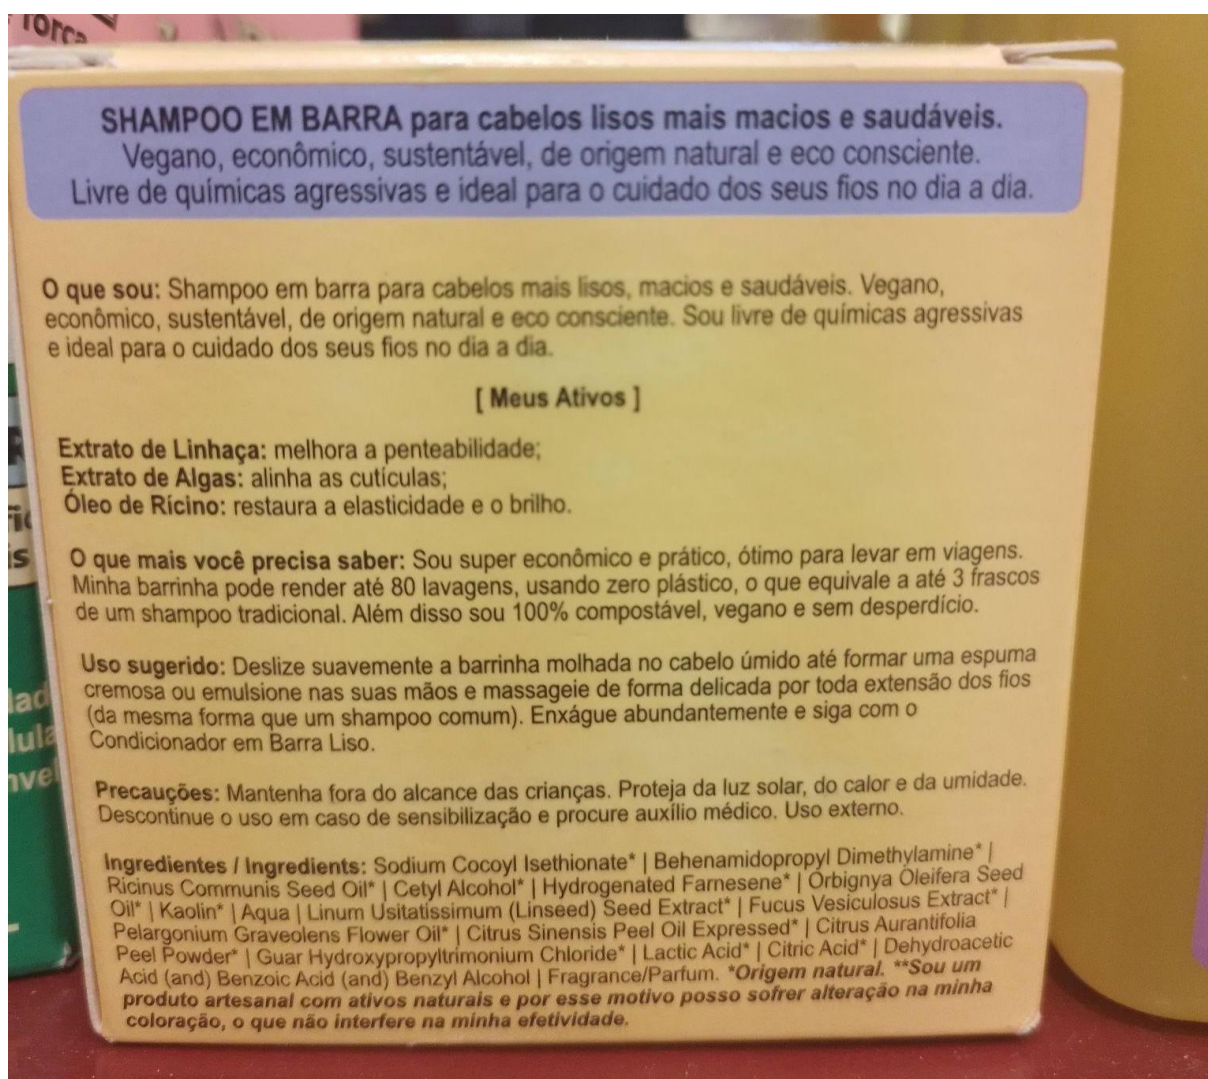 força
SHAMPOO EM BARRA para cabelos lisos mais macios e saudáveis.
Vegano, econômico, sustentável, de origem natural e eco consciente.
Livre de químicas agressivas e ideal para o cuidado dos seus fios no dia a dia.
O que sou: Shampoo em barra para cabelos mais lisos, macios e saudáveis. Vegano,
econômico, sustentável, de origem natural e eco consciente. Sou livre de químicas agressivas
e ideal para o cuidado dos seus fios no dia a dia.
[ Meus Ativos ]
Extrato de Linhaça: melhora a penteabilidade;
Extrato de Algas: alinha as cutículas;
Óleo de Rícino: restaura a elasticidade e o brilho.
O que mais você precisa saber: Sou super econômico e prático, ótimo para levar em viagens.
Minha barrinha pode render até 80 lavagens, usando zero plástico, o que equivale a até 3 frascos
de um shampoo tradicional. Além disso sou 100% compostável, vegano e sem desperdício.
Uso sugerido: Deslize suavemente a barrinha molhada no cabelo úmido até formar uma espuma
cremosa ou emulsione nas suas mãos e massageie de forma delicada por toda extensão dos fios
(da mesma forma que um shampoo comum). Enxágue abundantemente e siga com o
Condicionador em Barra Liso.
Precauções: Mantenha fora do alcance das crianças. Proteja da luz solar, do calor e da umidade.
Descontinue o uso em caso de sensibilização e procure auxílio médico. Uso externo.
Ingredientes / Ingredients: Sodium Cocoyl Isethionate* | Behenamidopropyl Dimethylamine* |
Ricinus Communis Seed Oil* | Cetyl Alcohol* | Hydrogenated Farnesene* | Orbignya Oleifera Seed
Oil* | Kaolin* | Aqua | Linum Usitatissimum (Linseed) Seed Extract* | Fucus Vesiculosus Extract* |
Pelargonium Graveolens Flower Oil* | Citrus Sinensis Peel Oil Expressed* | Citrus Aurantifolia
Peel Powder* | Guar Hydroxypropyltrimonium Chloride* | Lactic Acid* | Citric Acid* | Dehydroacetic
Acid (and) Benzoic Acid (and) Benzyl Alcohol | Fragrance/Parfum. *Origem natural. **Sou um
produto artesanal com ativos naturais e por esse motivo posso sofrer alteração na minha
coloração, o que não interfere na minha efetividade.